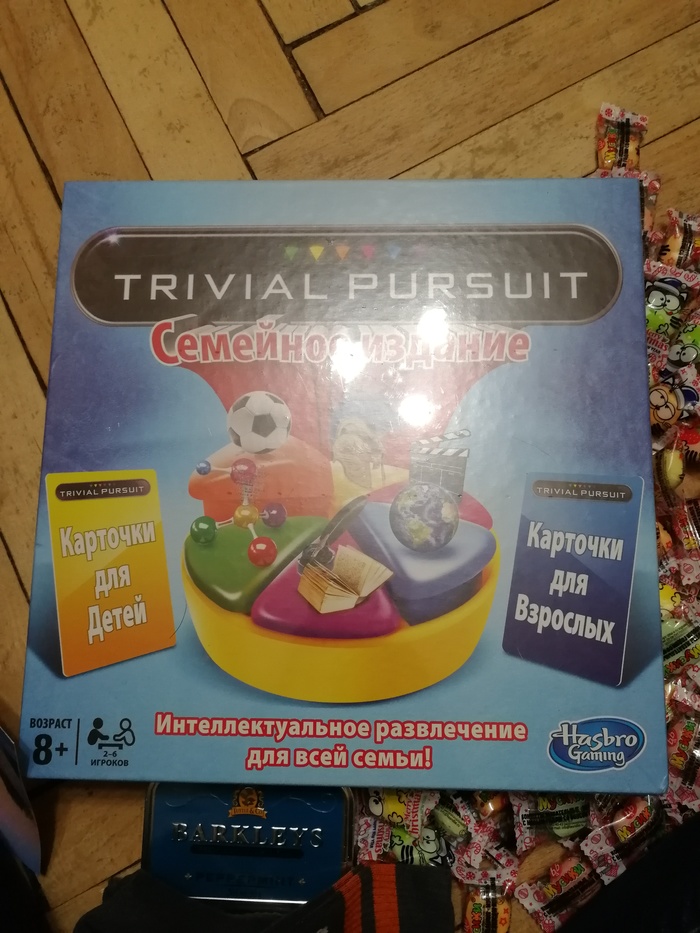 TRIVIAL PURSUIT
Семейное издание
TRIVIAL PURSUIT
Карточки
для
Детей
TRIVIAL PURSUIT
Карточки
для
Взрослых
ВОЗРАСТ
8+
2-6
ИГРОКОВ
Интеллектуальное развлечение
для всей семьи!
Hasbro
Gaming
BARKLEYS
PEPPERMINT